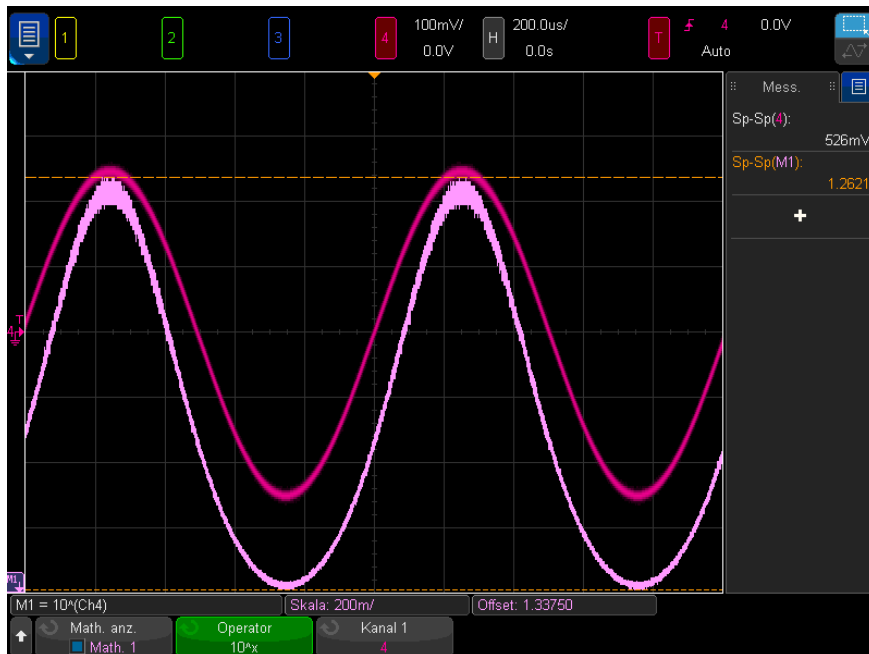 1
2
3
4
100mV/
0.0V
H
200.0us/
0.0s
T
4
0.0V
Auto
Mess.
Sp-Sp(4):
526mV
Sp-Sp(M1):
1.2621
+
4
T
M1
M1 = 10^(Ch4)
Skala: 200m/
Offset: 1.33750
Math. anz.
Math. 1
Operator
10^x
Kanal 1
4